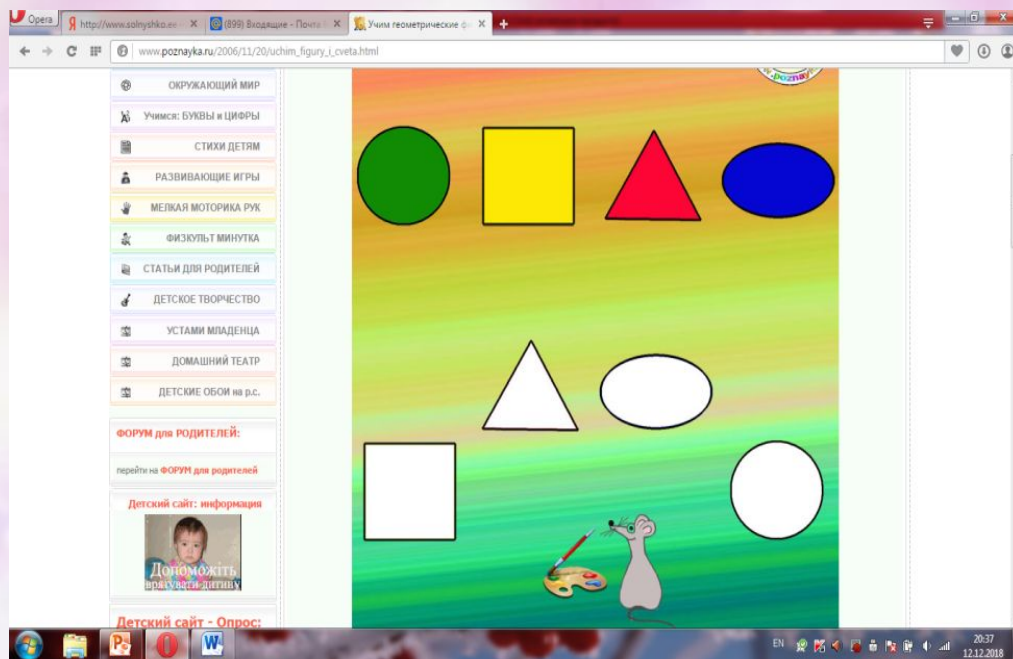 Opera
http://www.solnyshko.ee
(899) Входящие - Почта
Учим геометрические ф
www.poznayka.ru/2006/11/20/uchim_figury_i_cveta.html
ОКРУЖАЮЩИЙ МИР
Учимся: БУКВЫ и ЦИФРЫ
СТИХИ ДЕТЯМ
РАЗВИВАЮЩИЕ ИГРЫ
МЕЛКАЯ МОТОРИКА РУК
ФИЗКУЛЬТ МИНУТКА
СТАТЬИ ДЛЯ РОДИТЕЛЕЙ
ДЕТСКОЕ ТВОРЧЕСТВО
УСТАМИ МЛАДЕНЦА
ДОМАШНИЙ ТЕАТР
ДЕТСКИЕ ОБОИ на р.с.
ФОРУМ для РОДИТЕЛЕЙ:
перейти на ФОРУМ для родителей
Детский сайт: информация
Допоможіть
врятувати дитину
Детский сайт - Опрос:
EN
20:37
12.12.2018